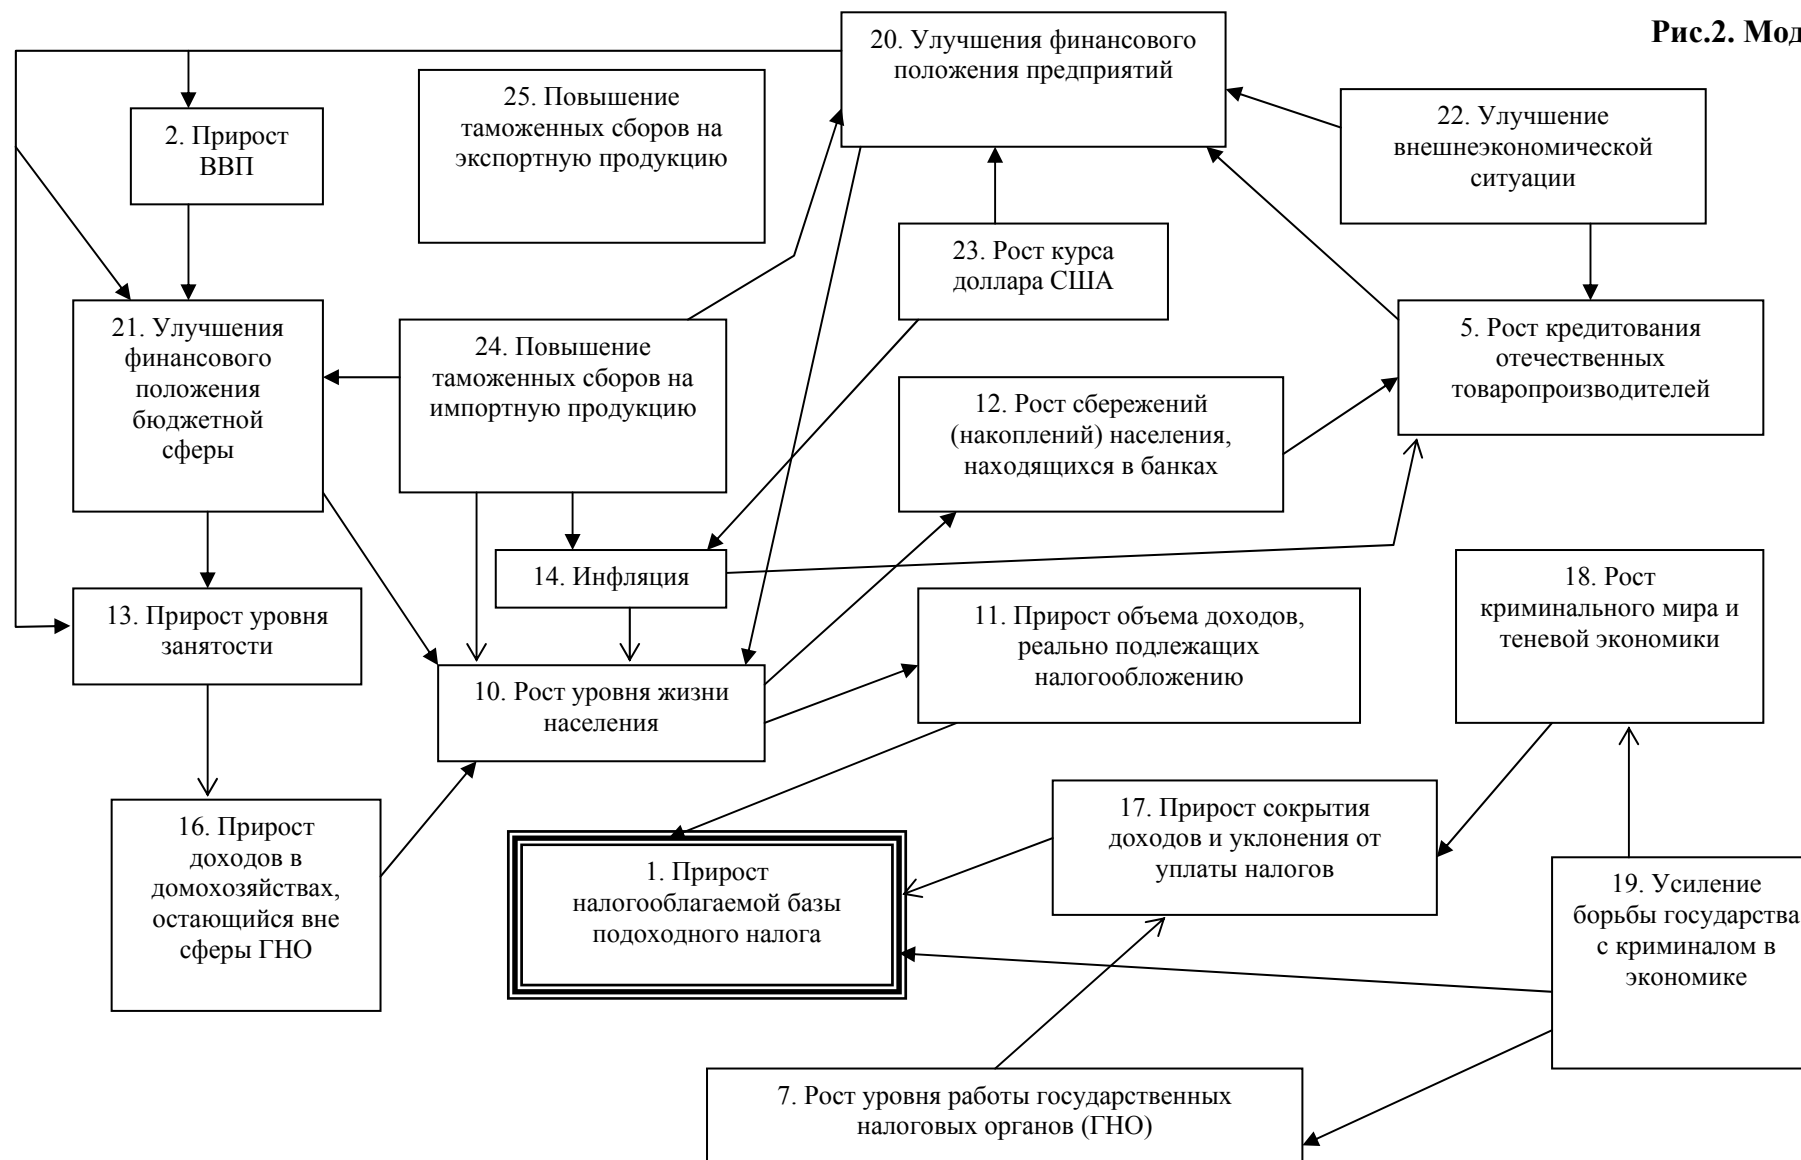 Рис.2. Мод
20. Улучшения финансового
положения предприятий
25. Повышение
таможенных сборов на
экспортную продукцию
22. Улучшение
внешнеэкономической
ситуации
2. Прирост
ВВП
23. Рост курса
доллара США
21. Улучшения
финансового
положения
бюджетной
сферы
24. Повышение
таможенных сборов на
импортную продукцию
5. Рост кредитования
отечественных
товаропроизводителей
12. Рост сбережений
(накоплений) населения,
находящихся в банках
14. Инфляция
18. Рост
криминального мира и
теневой экономики
13. Прирост уровня
занятости
11. Прирост объема доходов,
реально подлежащих
налогообложению
10. Рост уровня жизни
населения
16. Прирост
доходов в
домохозяйствах,
остающийся вне
сферы ГНО
17. Прирост сокрытия
доходов и уклонения от
уплаты налогов
1. Прирост
налогооблагаемой базы
подоходного налога
19. Усиление
борьбы государства
с криминалом в
экономике
7. Рост уровня работы государственных
налоговых органов (ГНО)